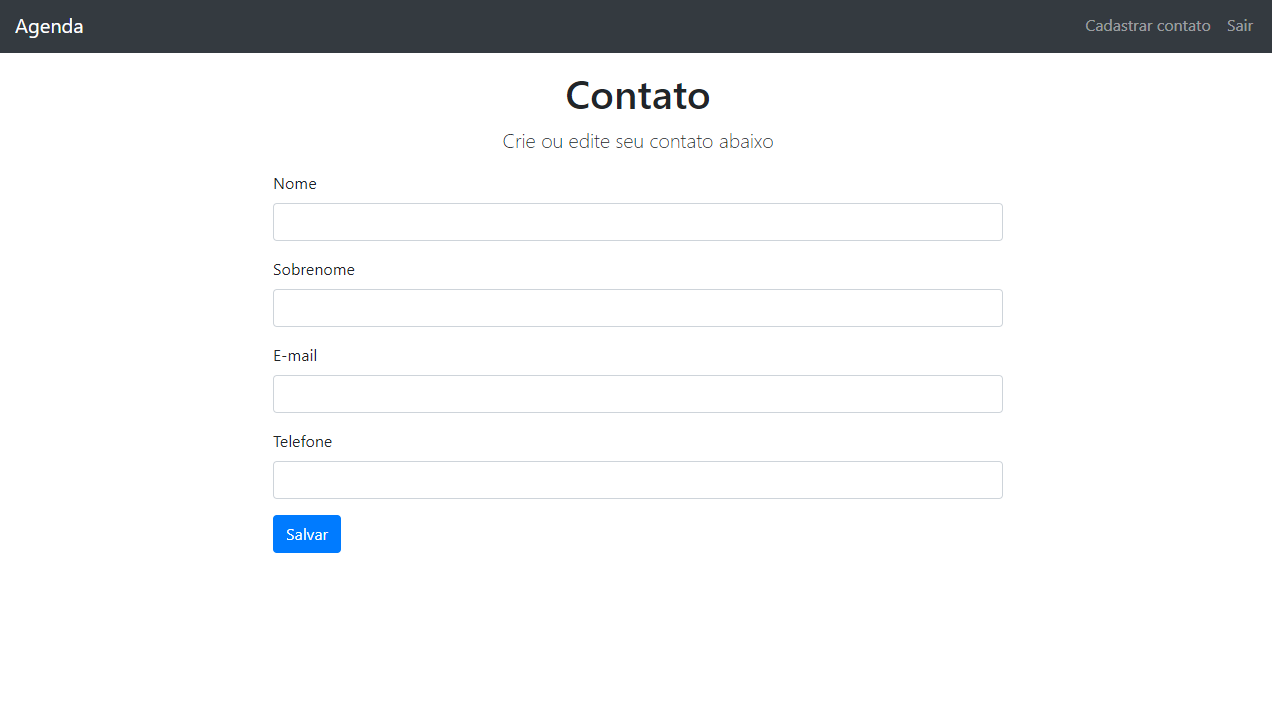 Agenda Cadastrar contato Sair
Contato
Crie ou edite seu contato abaixo
Nome
Sobrenome
E-mail
Telefone
Salvar